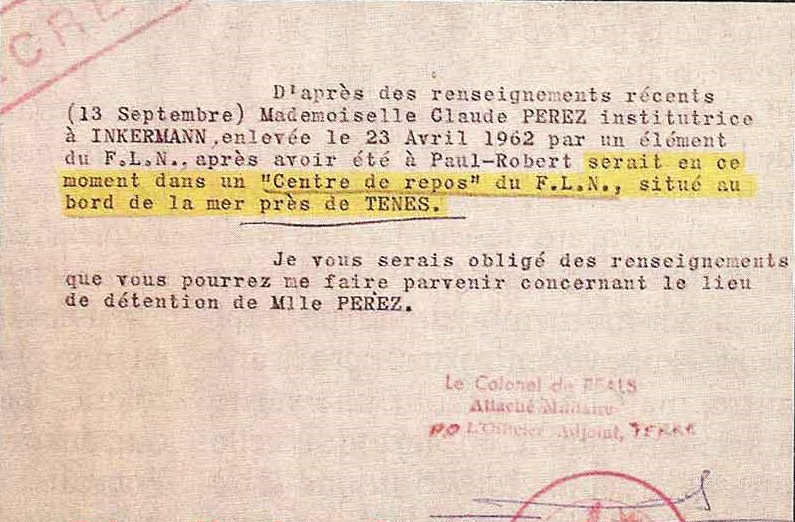 CRE
D'après des renseignements récents
(13 Septembre) Mademoiselle Claude PEREZ institutrice
à INKERMANN,enlevée le 23 Avril 1962 par un élément
du F.L.N., après avoir été à Paul-Robert serait en ce
moment dans un "Centre de repos" du F.L.N., situé au
bord de la mer près de TENES.
Je vous serais obligé des renseignements
que vous pourrez me faire parvenir concernant le lieu
de détention de Mlle PEREZ.
Le Colonel de
Attaché Militaire
PO L'Officier Adjoint, TERRE